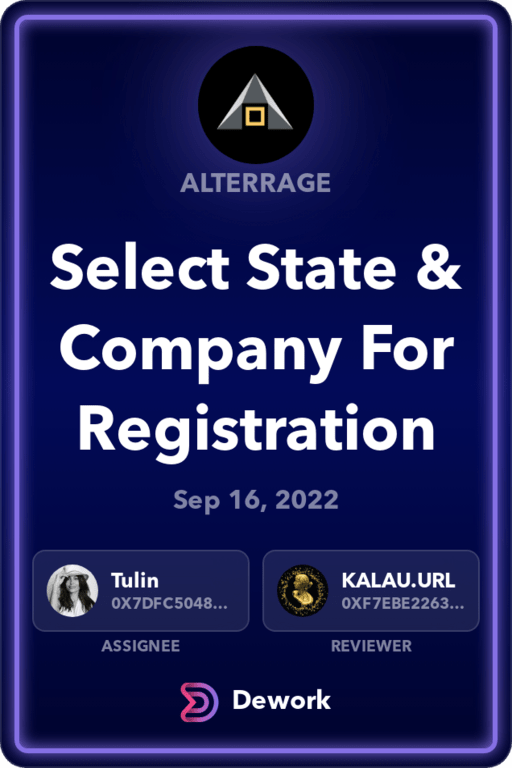 ALTERRAGE
Select State &
Company For
Registration
Sep 16, 2022
Tulin
0X7DFC5048...
ASSIGNEE
KALAU.URL
0XF7EBE2263...
REVIEWER
Dework